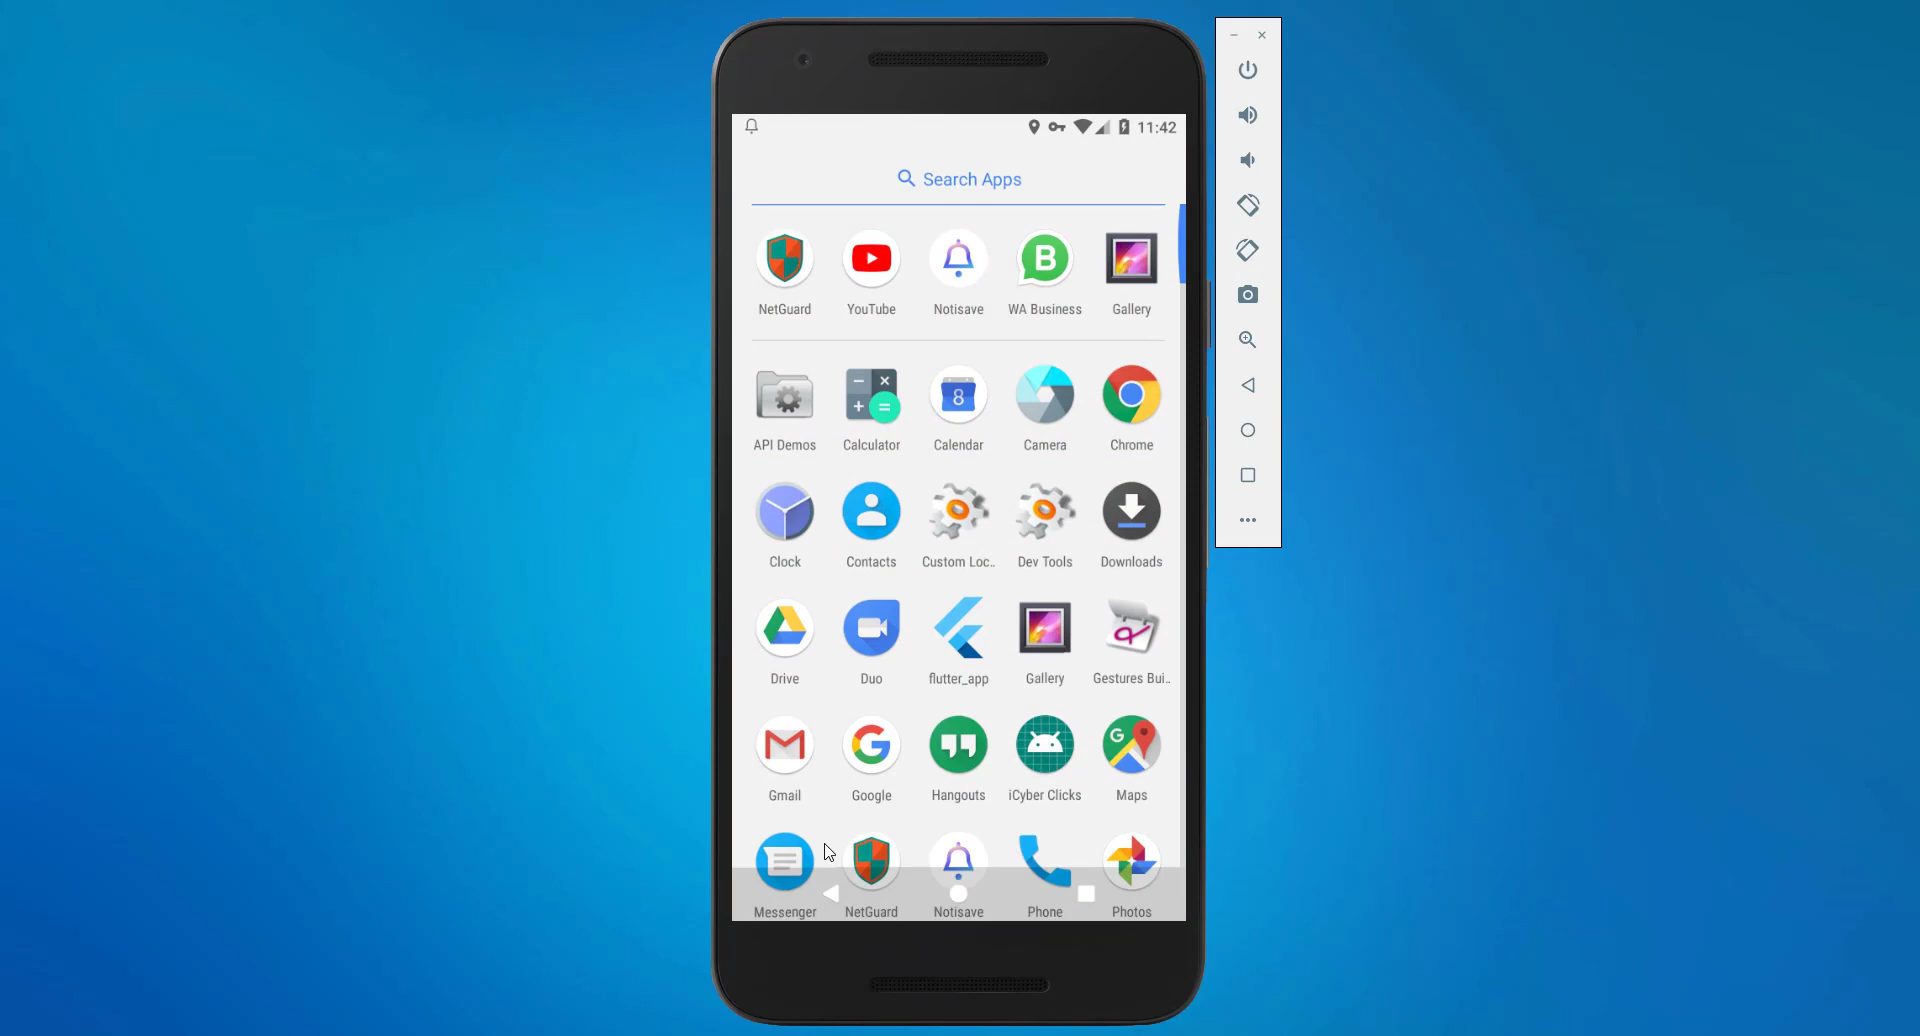 11:42
Search Apps
NetGuard YouTube Notisave WA Business Gallery
8
API Demos Calculator Calendar Camera Chrome
Clock Contacts Custom Loc.. Dev Tools Downloads
Drive Duo flutter_app Gallery Gestures Bui..
Gmail Google Hangouts iCyber Clicks Maps
Messenger NetGuard Notisave Phone Photos